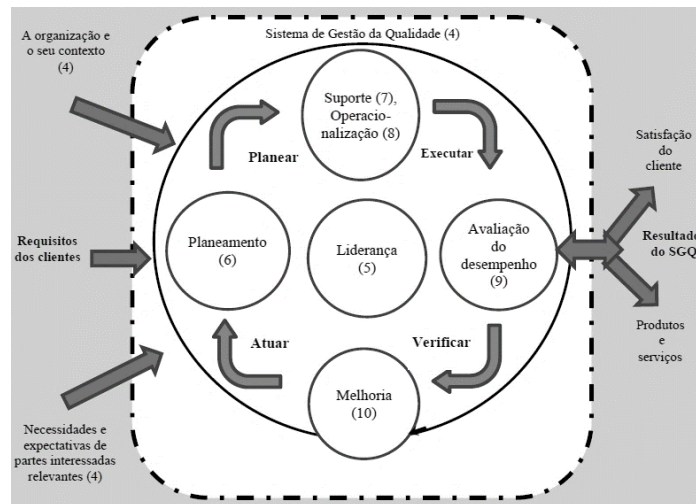 A organização e
o seu contexto
(4)
Sistema de Gestão da Qualidade (4)
Suporte (7),
Operacio-
nalização (8)
Planear
Executar
Satisfação
do
cliente
Requisitos
dos clientes
Planeamento
(6)
Liderança
(5)
Avaliação
do
desempenho
(9)
Resultado
do SGQ
Atuar
Verificar
Produtos
e
serviços
Melhoria
(10)
Necessidades e
expectativas de
partes interessadas
relevantes (4)